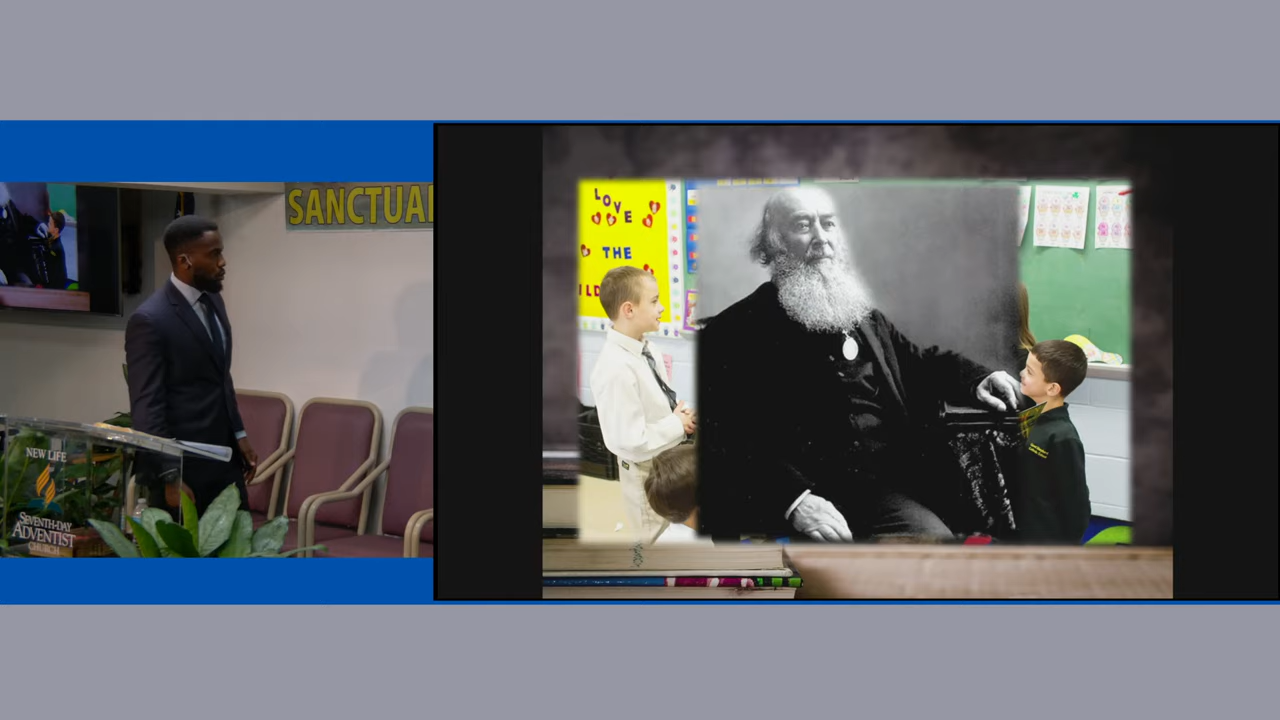 SANCTUA
NEW LIFE
SEVENTH-DAY
ADVENTIST
CHURCH
LOVE
THE
ILD